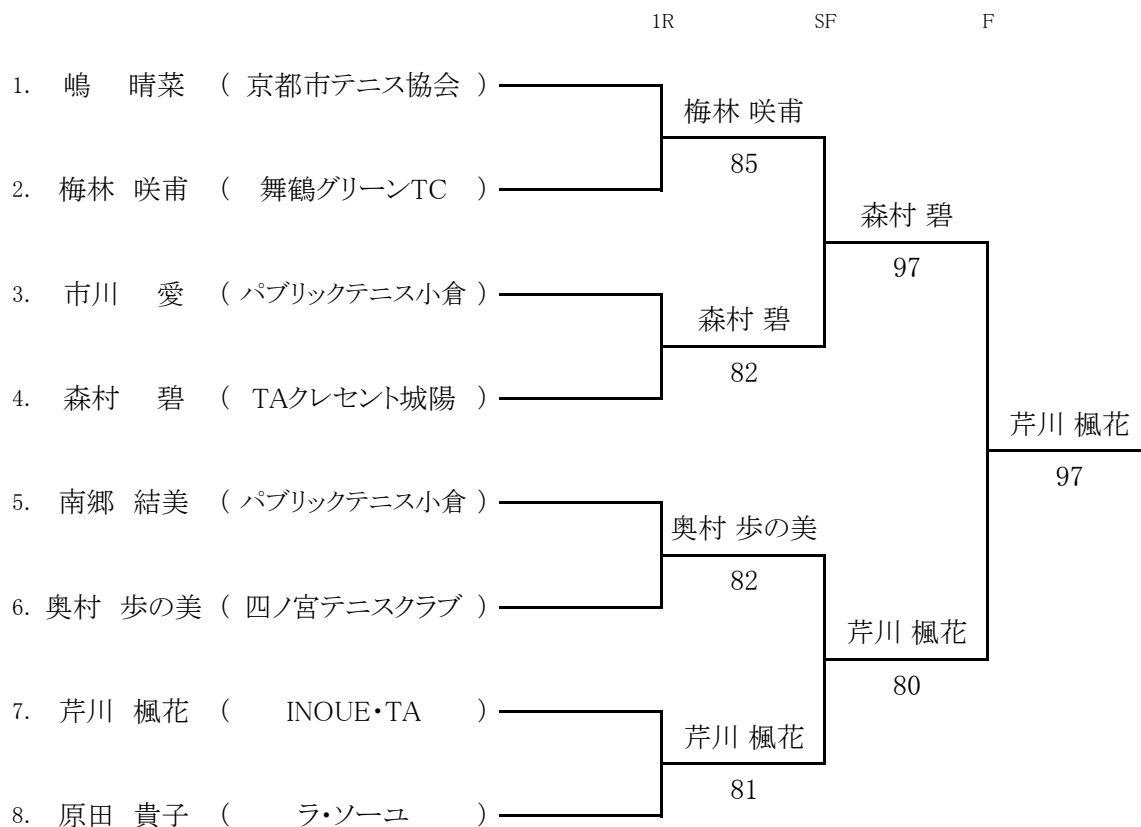 1R SF F
1. 嶋 晴菜 ( 京都市テニス協会 )
梅林 咲甫
85
2. 梅林 咲甫 ( 舞鶴グリーンTC )
森村 碧
97
3. 市川 愛 ( パブリックテニス小倉 )
森村 碧
82
4. 森村 碧 ( TAクレセント城陽 )
芹川 楓花
97
5. 南郷 結美 ( パブリックテニス小倉 )
奥村 歩の美
82
6. 奥村 歩の美 ( 四ノ宮テニスクラブ )
芹川 楓花
80
7. 芹川 楓花 ( INOUE・TA )
芹川 楓花
81
8. 原田 貴子 ( ラ・ソーユ )